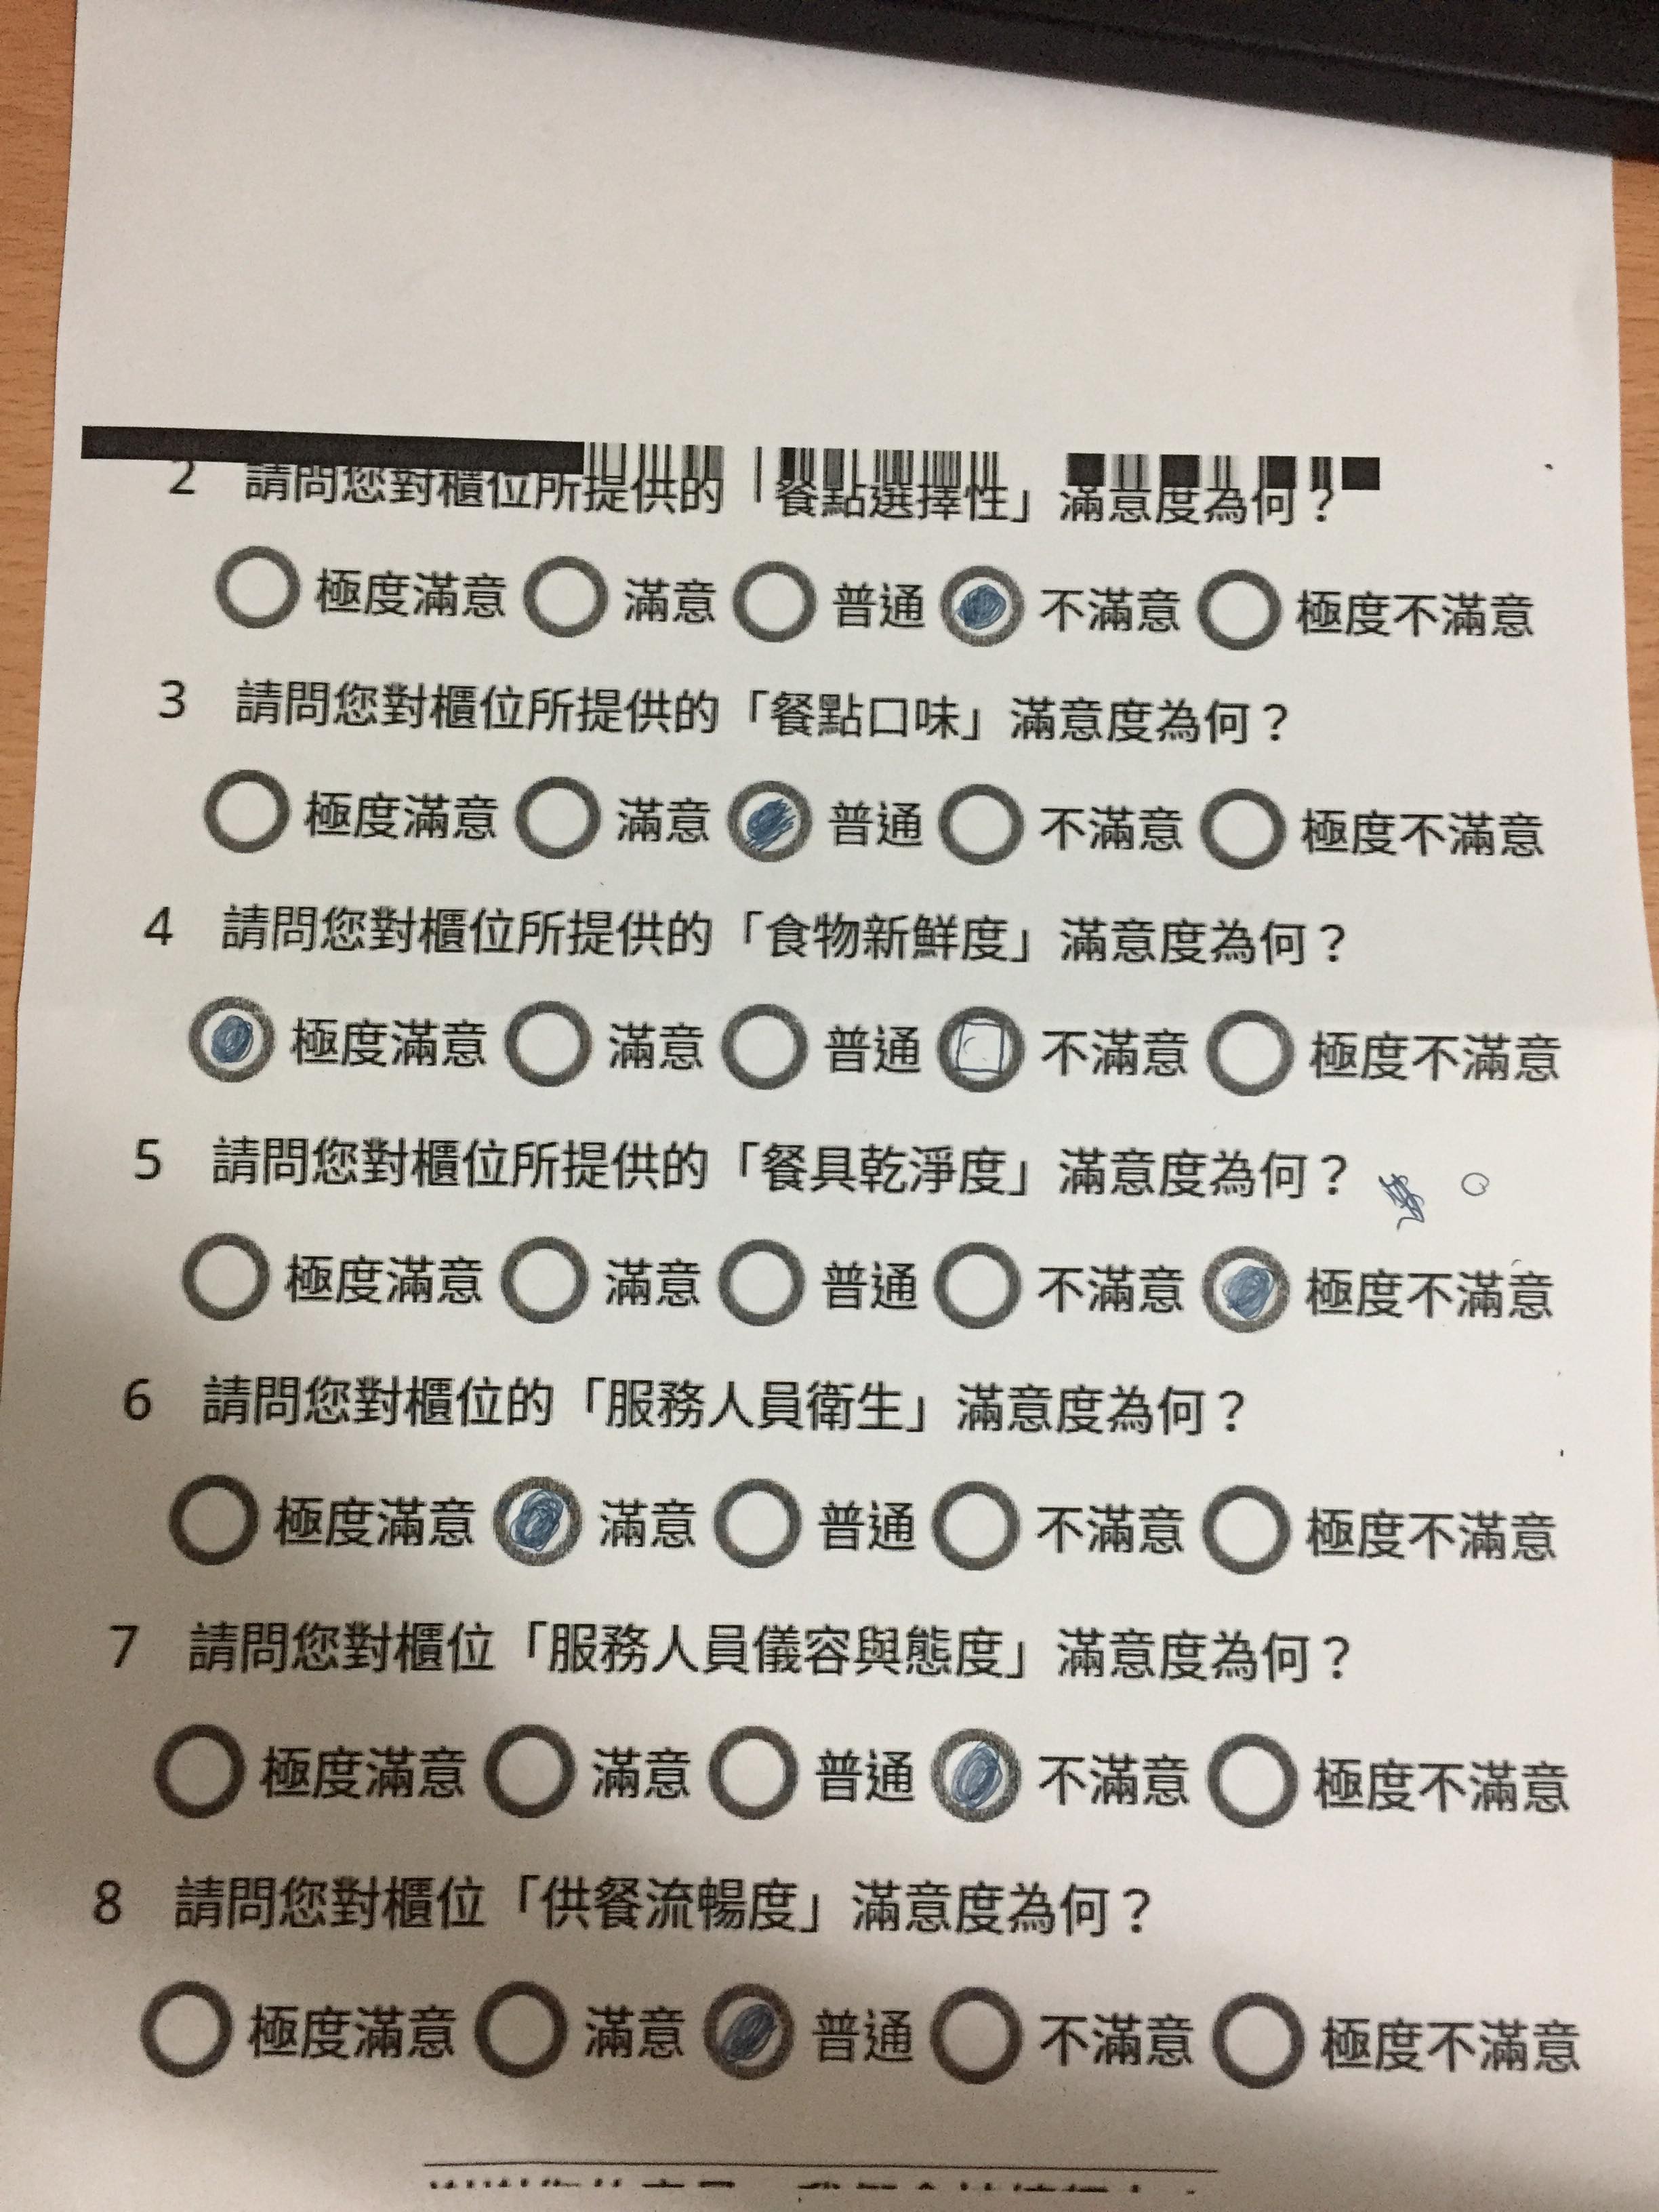 2 請問您對櫃位所提供的「餐點選擇性」滿意度為何？
極度滿意 滿意 普通 不滿意 極度不滿意
3 請問您對櫃位所提供的「餐點口味」滿意度為何？
極度滿意 滿意 普通 不滿意 極度不滿意
4 請問您對櫃位所提供的「食物新鮮度」滿意度為何？
極度滿意 滿意 普通 不滿意 極度不滿意
5 請問您對櫃位所提供的「餐具乾淨度」滿意度為何？
極度滿意 滿意 普通 不滿意 極度不滿意
6 請問您對櫃位的「服務人員衛生」滿意度為何？
極度滿意 滿意 普通 不滿意 極度不滿意
7 請問您對櫃位「服務人員儀容與態度」滿意度為何？
極度滿意 滿意 普通 不滿意 極度不滿意
8 請問您對櫃位「供餐流暢度」滿意度為何？
極度滿意 滿意 普通 不滿意 極度不滿意